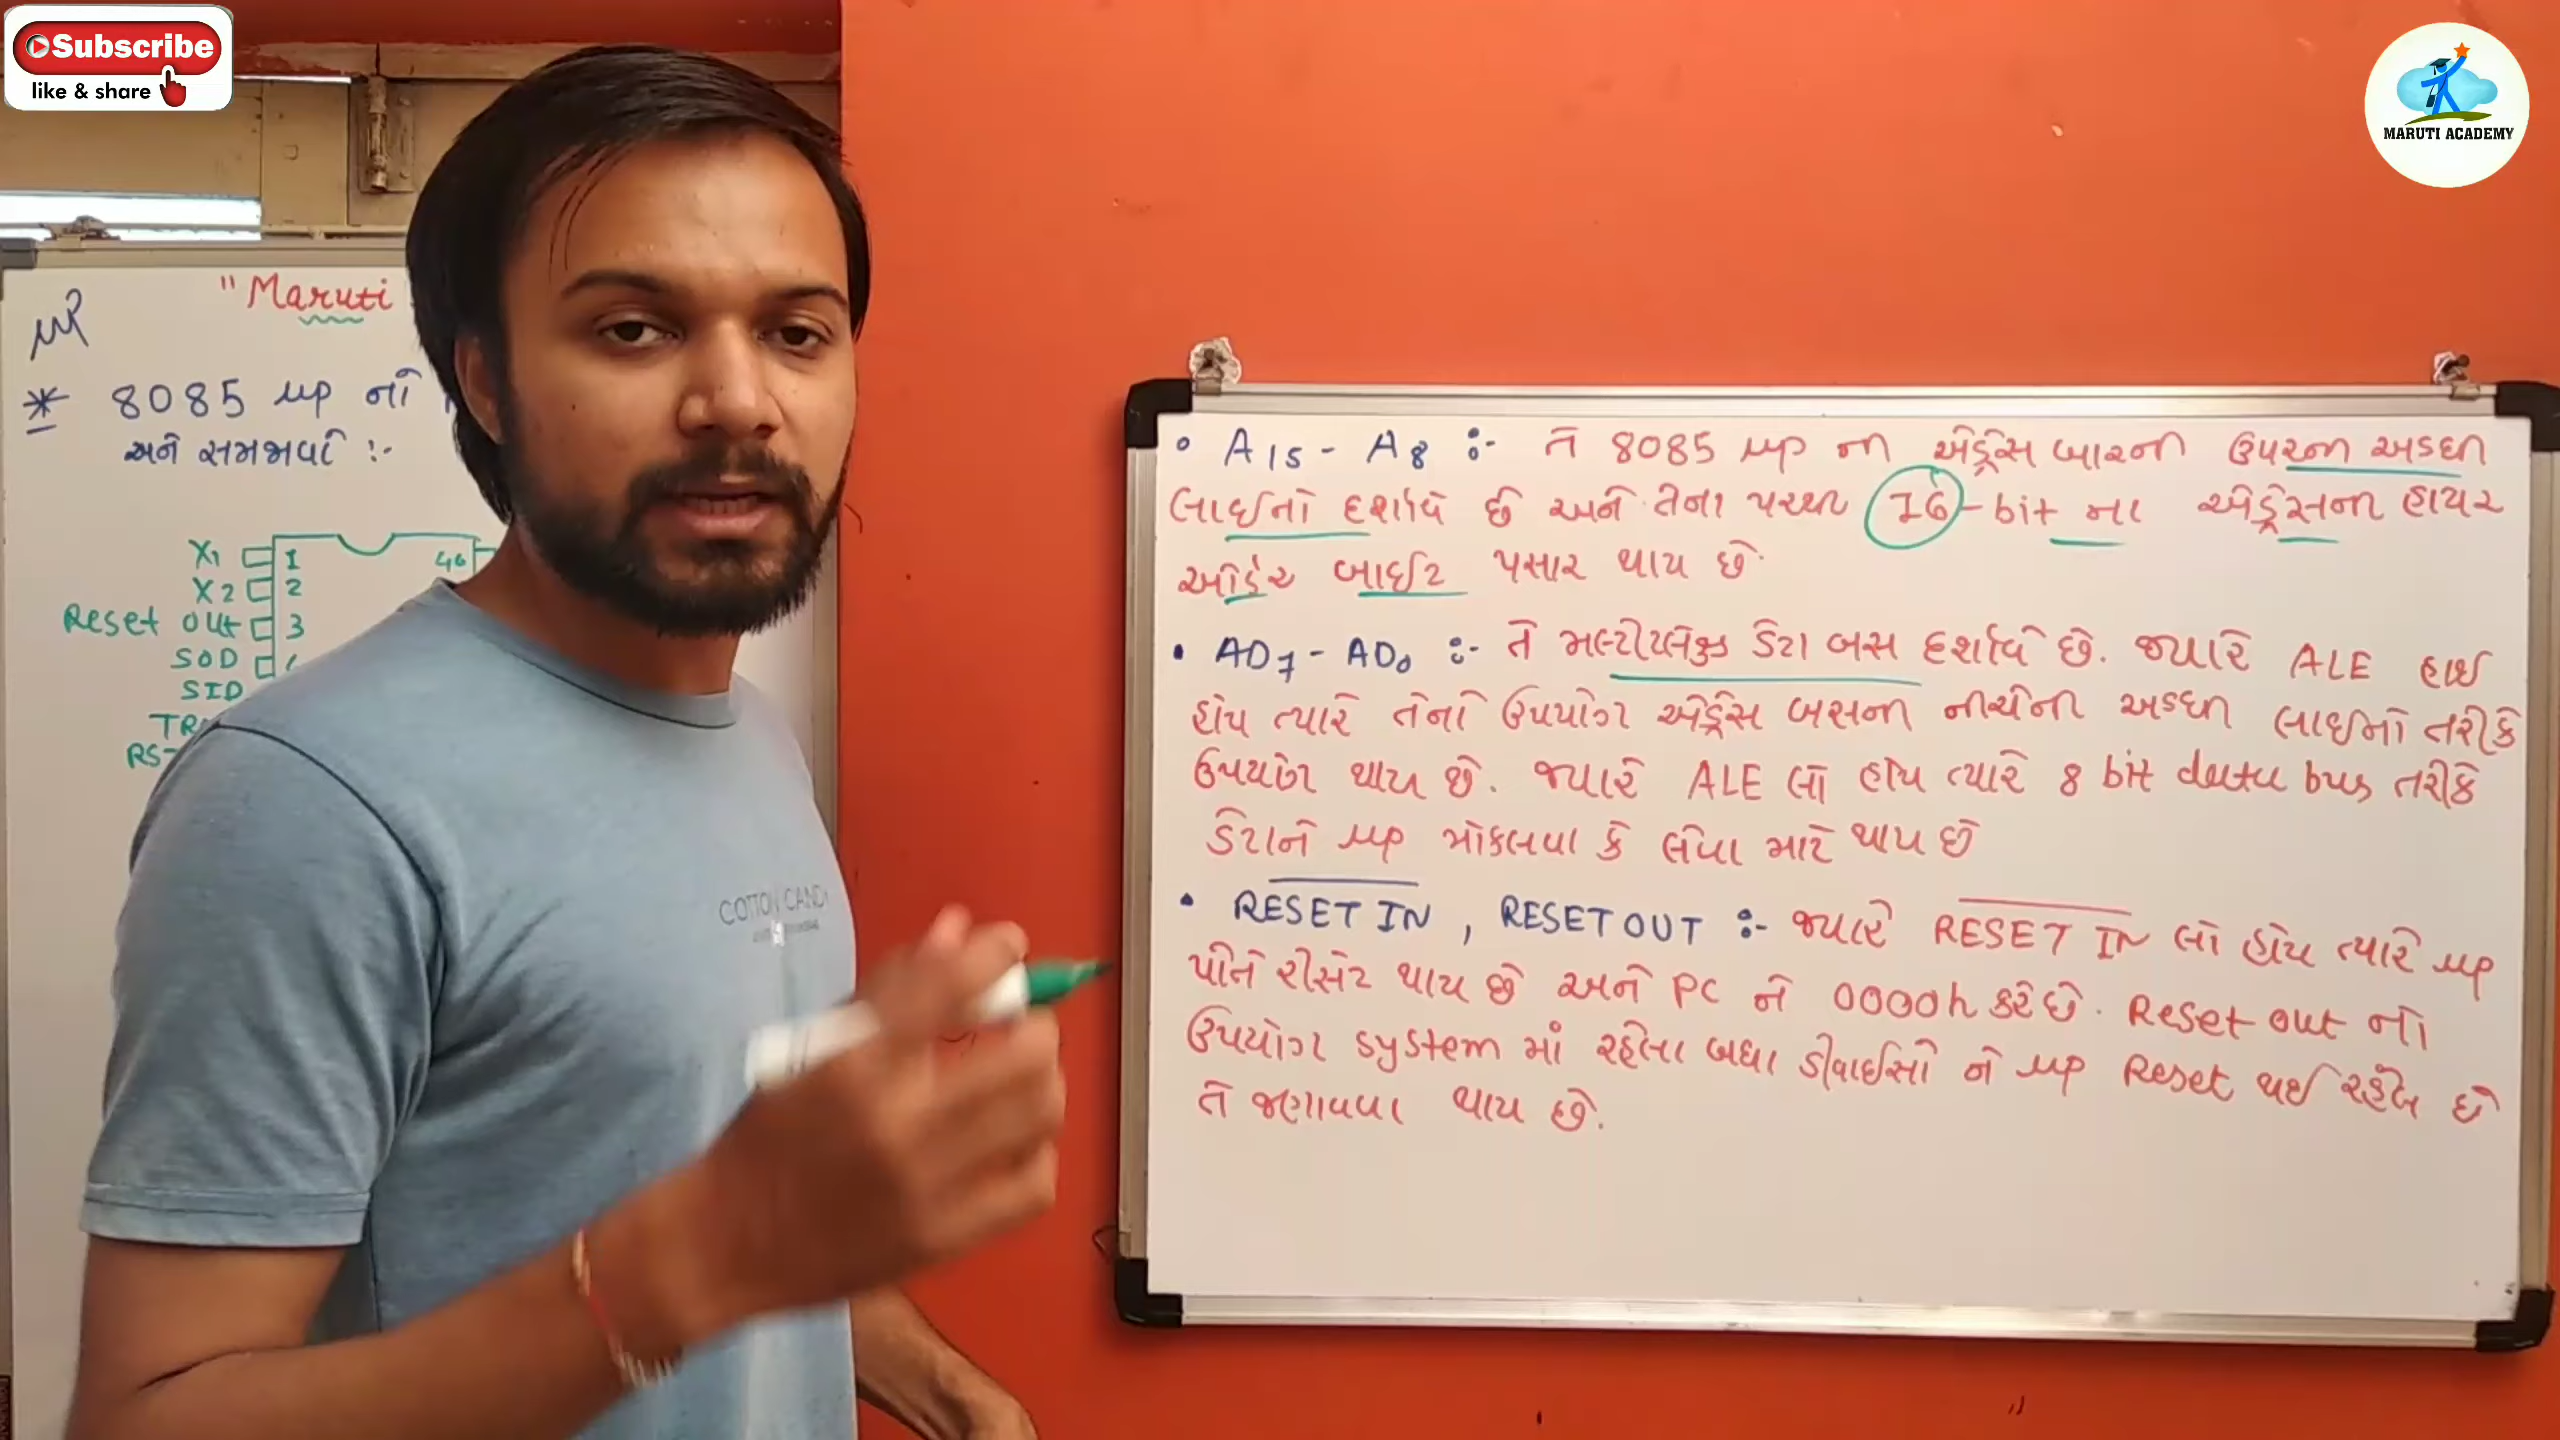 Subscribe
like & share
MARUTI ACADEMY
"Maruti
μP
* 8085 μP નો
અને સમજાવો :-
X1 1 40
X2 2
Reset out 3
SOD
SID
COTTON CANDY
• A15 - A8 :- તે 8085 μp ના એડ્રેસ બારની ઉપરના અડધી
લાઈનો દર્શાવે છે અને તેના પરથી 16-bit ના એડ્રેસના હાયર
ઓર્ડર બાઈટ પસાર થાય છે.
• AD7 - AD0 :- તે મલ્ટીપ્લેક્ષ ડેટા બસ દર્શાવે છે. જ્યારે ALE હાઈ
હોય ત્યારે તેનો ઉપયોગ એડ્રેસ બસના નીચેની અડધી લાઈનો તરીકે
ઉપયોગ થાય છે. જ્યારે ALE લો હોય ત્યારે 8 bit data bus તરીકે
ડેટાને μp મોકલવા કે લેવા માટે થાય છે
• RESET IN , RESET OUT :- જ્યારે RESET IN લો હોય ત્યારે μp
પોતે રીસેટ થાય છે અને PC ને 0000h કરે છે. Reset out નો
ઉપયોગ system માં રહેલા બધા ડીવાઈસો ને μp Reset થઈ રહેલ છે
તે જણાવવા થાય છે.